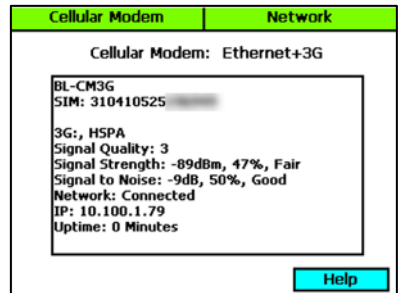 Cellular Modem
Network
Cellular Modem: Ethernet+3G
BL-CM3G
SIM: 310410525
3G:, HSPA
Signal Quality: 3
Signal Strength: -89dBm, 47%, Fair
Signal to Noise: -9dB, 50%, Good
Network: Connected
IP: 10.100.1.79
Uptime: 0 Minutes
Help